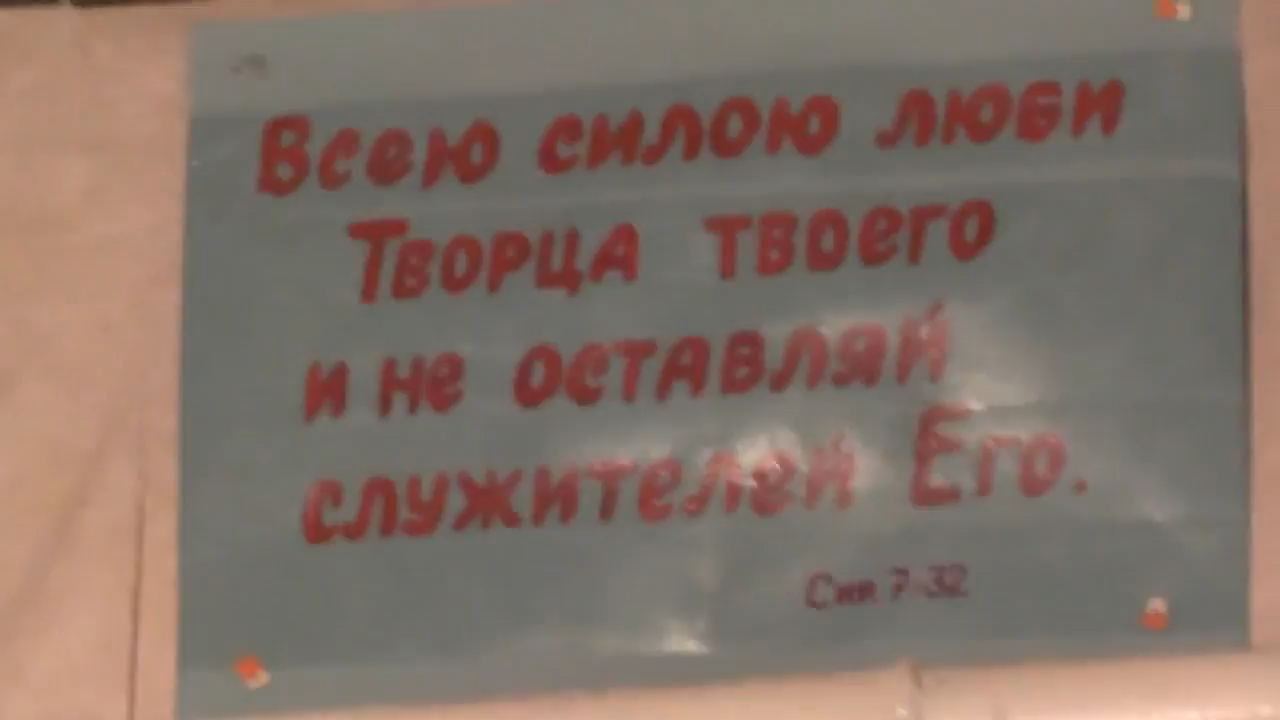 Всею силою люби
Творца твоего
и не оставляй
служителей Его.
Сир 7-32